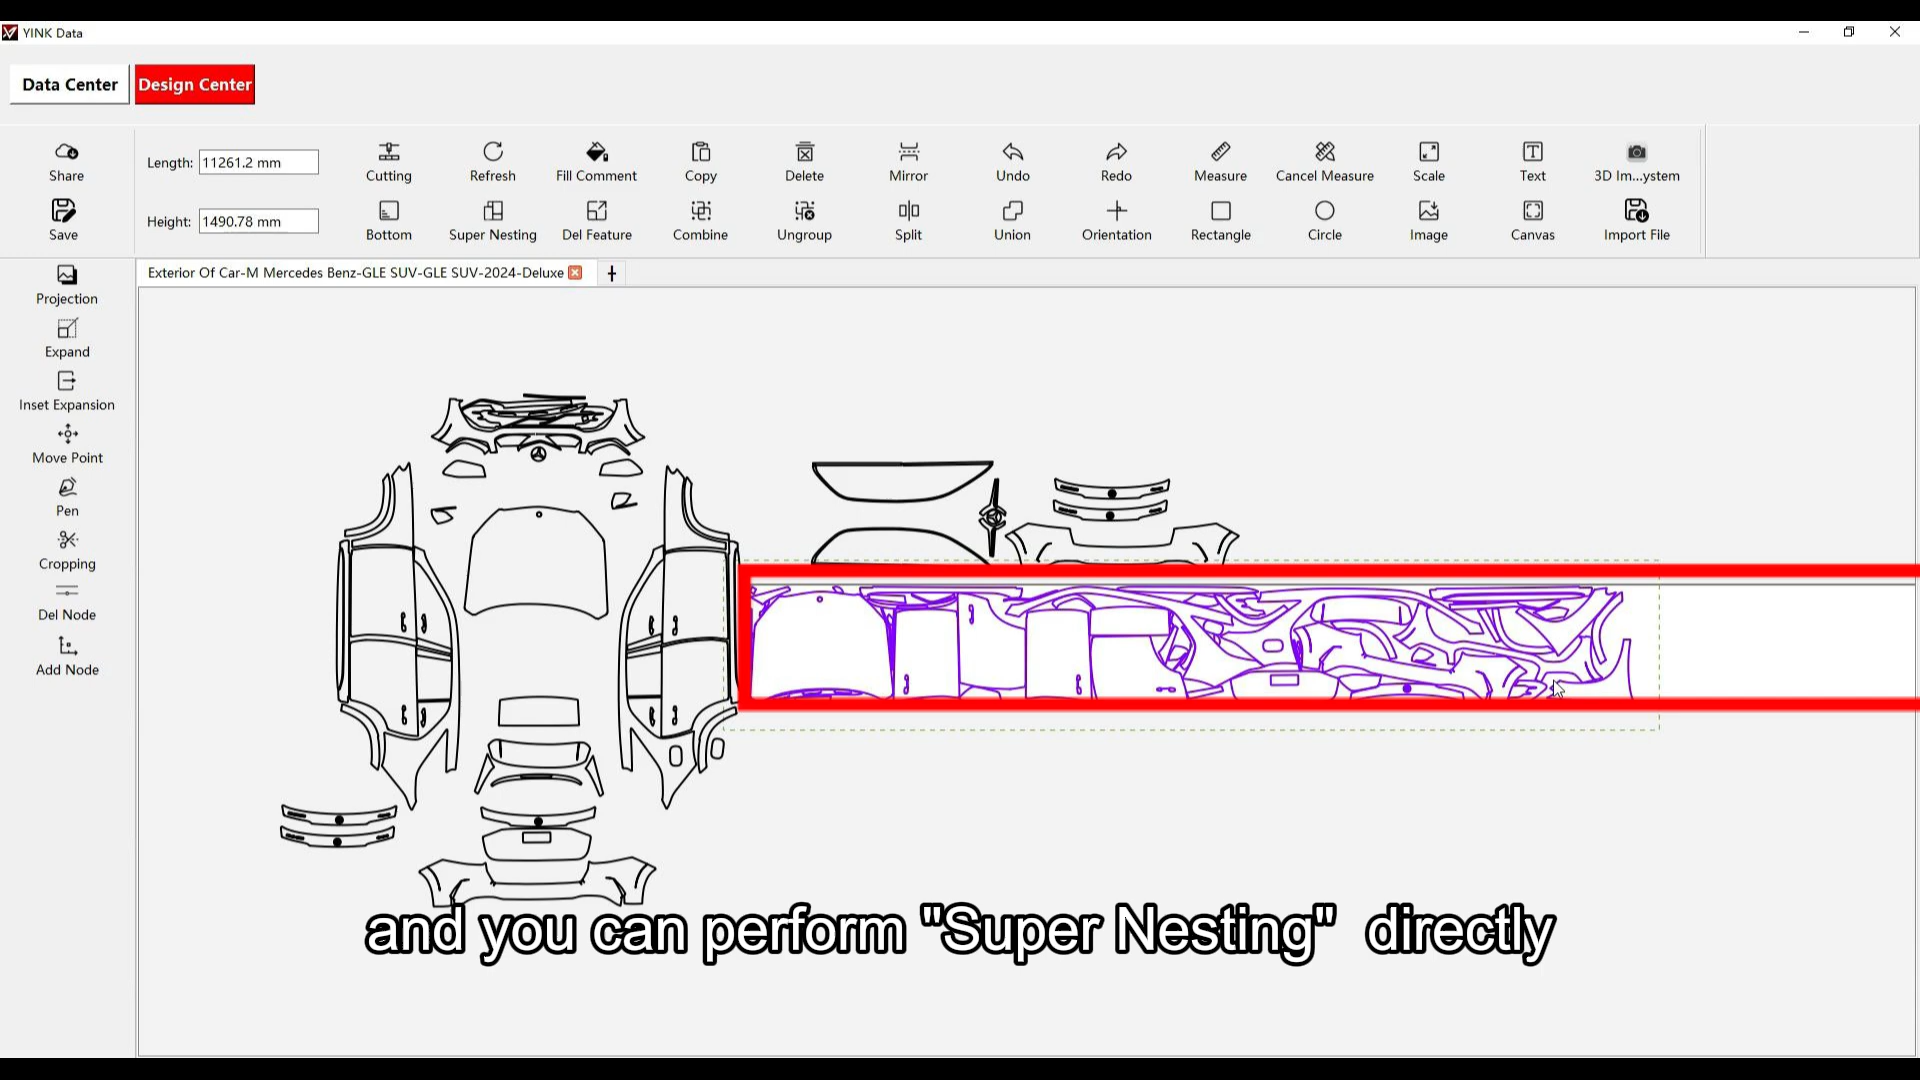 YINK Data
Data Center
Design Center
Share
Length: 11261.2 mm
Cutting
Refresh
Fill Comment
Copy
Delete
Mirror
Undo
Redo
Measure
Cancel Measure
Scale
Text
3D Im...ystem
Save
Height: 1490.78 mm
Bottom
Super Nesting
Del Feature
Combine
Ungroup
Split
Union
Orientation
Rectangle
Circle
Image
Canvas
Import File
Exterior Of Car-M Mercedes Benz-GLE SUV-GLE SUV-2024-Deluxe
Projection
Expand
Inset Expansion
Move Point
Pen
Cropping
Del Node
Add Node
and you can perform "Super Nesting" directly